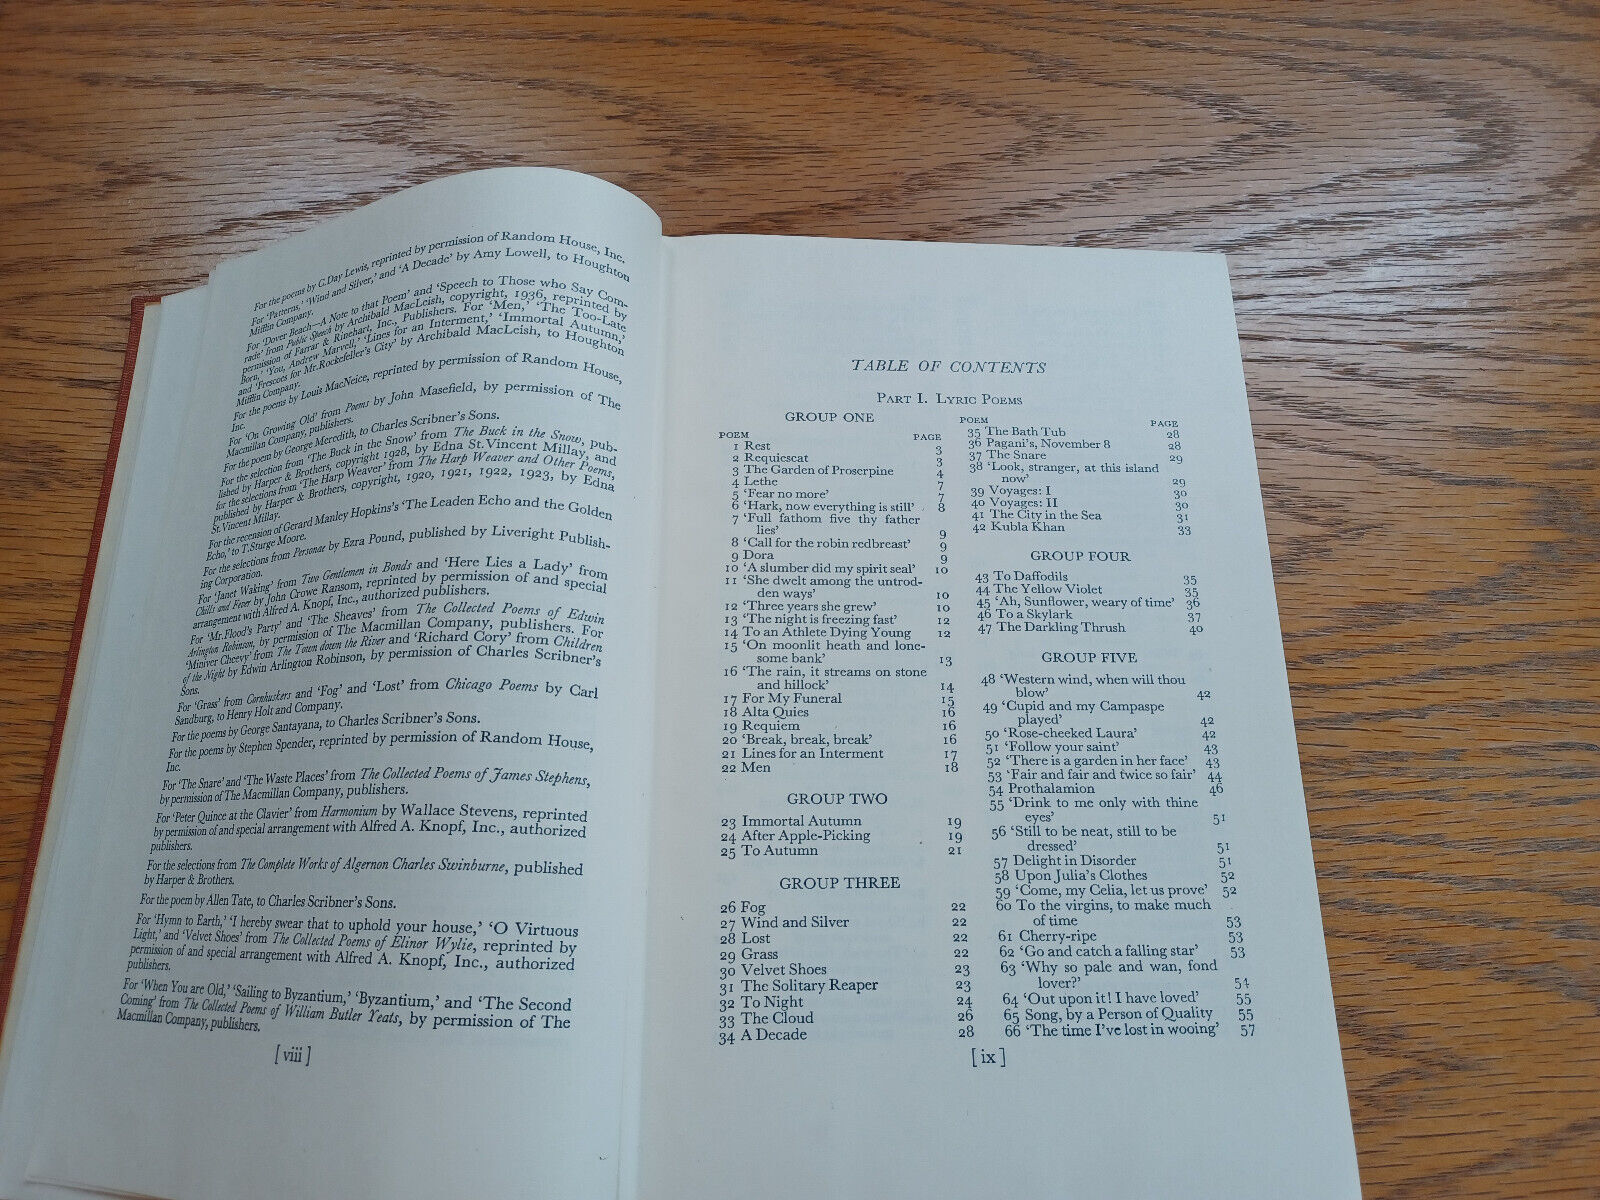 For the poems by C. Day Lewis, reprinted by permission of Random House, Inc.
For 'Patterns,' 'Wind and Silver,' and 'A Decade' by Amy Lowell, to Houghton
Mifflin Company.
For 'Dover Beach—A Note to that Poem' and 'Speech to Those who Say Com-
rade' from Public Speech by Archibald MacLeish, copyright, 1936, reprinted by
permission of Farrar & Rinehart, Inc., Publishers. For 'Men,' 'The Too-Late
Born,' 'You, Andrew Marvell,' 'Lines for an Interment,' 'Immortal Autumn,'
and 'Frescoes for Mr. Rockefeller's City' by Archibald MacLeish, to Houghton
Mifflin Company.
For the poems by Louis MacNeice, reprinted by permission of Random House,
Inc.
For 'On Growing Old' from Poems by John Masefield, by permission of The
Macmillan Company, publishers.
For the poem by George Meredith, to Charles Scribner's Sons.
For the selection from 'The Buck in the Snow' from The Buck in the Snow, pub-
lished by Harper & Brothers, copyright 1928, by Edna St. Vincent Millay, and
for the selections from 'The Harp Weaver' from The Harp Weaver and Other Poems,
published by Harper & Brothers, copyright, 1920, 1921, 1922, 1923, by Edna
St. Vincent Millay.
For the recension of Gerard Manley Hopkins's 'The Leaden Echo and the Golden
Echo,' to T. Sturge Moore.
For the selections from Personae by Ezra Pound, published by Liveright Publish-
ing Corporation.
For 'Janet Waking' from Two Gentlemen in Bonds and 'Here Lies a Lady' from
Chills and Fever by John Crowe Ransom, reprinted by permission of and special
arrangement with Alfred A. Knopf, Inc., authorized publishers.
For 'Mr. Flood's Party' and 'The Sheaves' from The Collected Poems of Edwin
Arlington Robinson, by permission of The Macmillan Company, publishers. For
'Miniver Cheevy' from The Town down the River and 'Richard Cory' from Children
of the Night by Edwin Arlington Robinson, by permission of Charles Scribner's
Sons.
For 'Grass' from Cornhuskers and 'Fog' and 'Lost' from Chicago Poems by Carl
Sandburg, to Henry Holt and Company.
For the poems by George Santayana, to Charles Scribner's Sons.
For the poems by Stephen Spender, reprinted by permission of Random House,
Inc.
For 'The Snare' and 'The Waste Places' from The Collected Poems of James Stephens,
by permission of The Macmillan Company, publishers.
For 'Peter Quince at the Clavier' from Harmonium by Wallace Stevens, reprinted
by permission of and special arrangement with Alfred A. Knopf, Inc., authorized
publishers.
For the selections from The Complete Works of Algernon Charles Swinburne, published
by Harper & Brothers.
For the poem by Allen Tate, to Charles Scribner's Sons.
For 'Hymn to Earth,' 'I hereby swear that to uphold your house,' 'O Virtuous
Light,' and 'Velvet Shoes' from The Collected Poems of Elinor Wylie, reprinted by
permission of and special arrangement with Alfred A. Knopf, Inc., authorized
publishers.
For 'When You are Old,' 'Sailing to Byzantium,' 'Byzantium,' and 'The Second
Coming' from The Collected Poems of William Butler Yeats, by permission of The
Macmillan Company, publishers.
[ viii ]
TABLE OF CONTENTS
PART I. LYRIC POEMS
GROUP ONE
POEM PAGE
1 Rest 3
2 Requiescat 3
3 The Garden of Proserpine 4
4 Lethe 7
5 'Fear no more' 7
6 'Hark, now everything is still' 8
7 'Full fathom five thy father
lies' 9
8 'Call for the robin redbreast' 9
9 Dora 9
10 'A slumber did my spirit seal' 10
11 'She dwelt among the untrod-
den ways' 10
12 'Three years she grew' 10
13 'The night is freezing fast' 12
14 To an Athlete Dying Young 12
15 'On moonlit heath and lone-
some bank' 13
16 'The rain, it streams on stone
and hillock' 14
17 For My Funeral 15
18 Alta Quies 16
19 Requiem 16
20 'Break, break, break' 16
21 Lines for an Interment 17
22 Men 18
GROUP TWO
23 Immortal Autumn 19
24 After Apple-Picking 19
25 To Autumn 21
GROUP THREE
26 Fog 22
27 Wind and Silver 22
28 Lost 22
29 Grass 22
30 Velvet Shoes 23
31 The Solitary Reaper 23
32 To Night 24
33 The Cloud 26
34 A Decade 28
POEM PAGE
35 The Bath Tub 28
36 Pagani's, November 8 28
37 The Snare 29
38 'Look, stranger, at this island
now' 29
39 Voyages: I 30
40 Voyages: II 30
41 The City in the Sea 31
42 Kubla Khan 33
GROUP FOUR
43 To Daffodils 35
44 The Yellow Violet 35
45 'Ah, Sunflower, weary of time' 36
46 To a Skylark 37
47 The Darkling Thrush 40
GROUP FIVE
48 'Western wind, when will thou
blow' 42
49 'Cupid and my Campaspe
played' 42
50 'Rose-cheeked Laura' 42
51 'Follow your saint' 43
52 'There is a garden in her face' 43
53 'Fair and fair and twice so fair' 44
54 Prothalamion 46
55 'Drink to me only with thine
eyes' 51
56 'Still to be neat, still to be
dressed' 51
57 Delight in Disorder 51
58 Upon Julia's Clothes 52
59 'Come, my Celia, let us prove' 52
60 To the virgins, to make much
of time 53
61 Cherry-ripe 53
62 'Go and catch a falling star' 53
63 'Why so pale and wan, fond
lover?' 54
64 'Out upon it! I have loved' 55
65 Song, by a Person of Quality 55
66 'The time I've lost in wooing' 57
[ ix ]